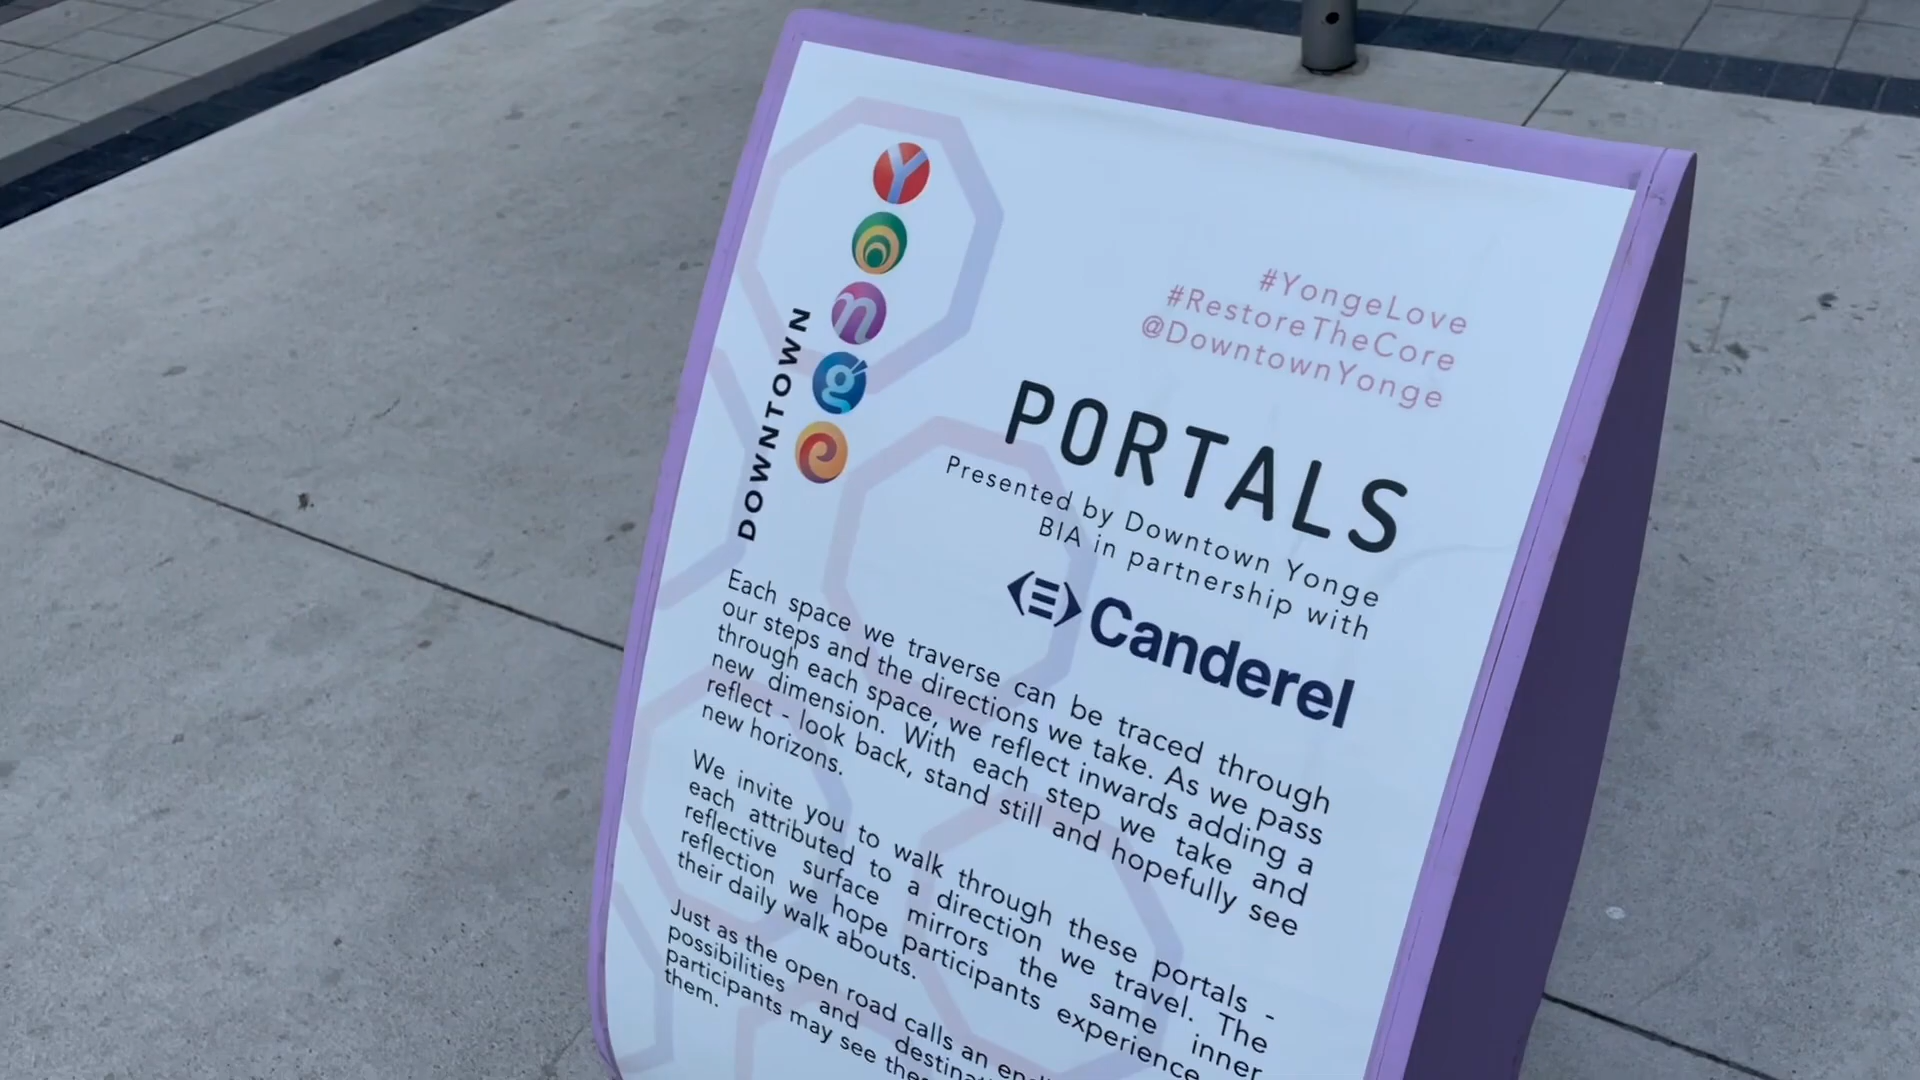 Yonge
DOWNTOWN
#YongeLove
#RestoreTheCore
@DowntownYonge
PORTALS
Presented by Downtown Yonge
BIA in partnership with
Canderel
Each space we traverse can be traced through
our steps and the directions we take. As we pass
through each space, we reflect inwards adding a
new dimension. With each step we take and
reflect - look back, stand still and hopefully see
new horizons.
We invite you to walk through these portals -
each attributed to a direction we travel. The
reflective surface mirrors the same inner
reflection we hope participants experience
their daily walk abouts.
Just as the open road calls an
possibilities and
participants may see
them.